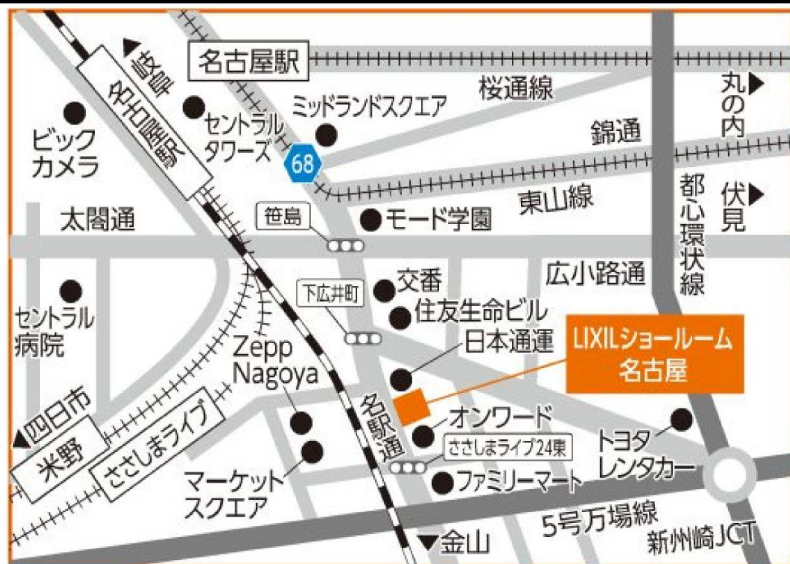 岐阜
名古屋駅
桜通線
丸の内
ビック
カメラ
名古屋駅
セントラル
タワーズ
ミッドランドスクエア
68
錦通
東山線
都心環状線
伏見
太閤通
笹島
モード学園
広小路通
セントラル
病院
下広井町
交番
住友生命ビル
日本通運
LIXILショールーム
名古屋
Zepp
Nagoya
四日市
米野
ささしまライブ
名駅通
オンワード
ささしまライブ24東
トヨタ
レンタカー
マーケット
スクエア
ファミリーマート
5号万場線
新州崎JCT
金山